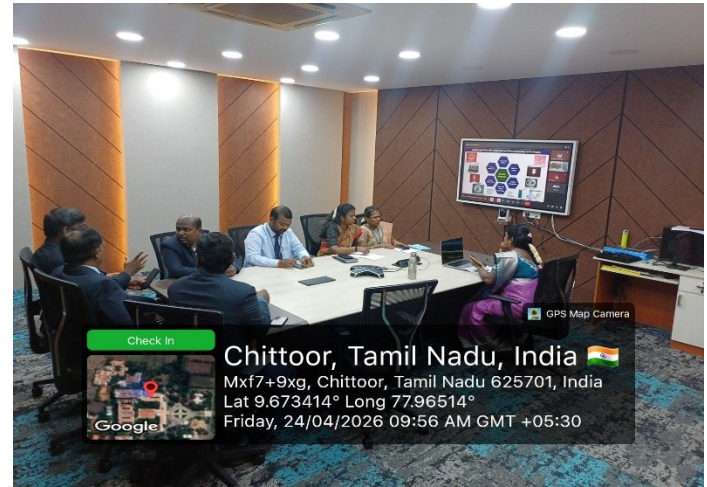 GPS Map Camera
Check In
Chittoor, Tamil Nadu, India
Mxf7+9xg, Chittoor, Tamil Nadu 625701, India
Lat 9.673414° Long 77.96514°
Friday, 24/04/2026 09:56 AM GMT +05:30
Google